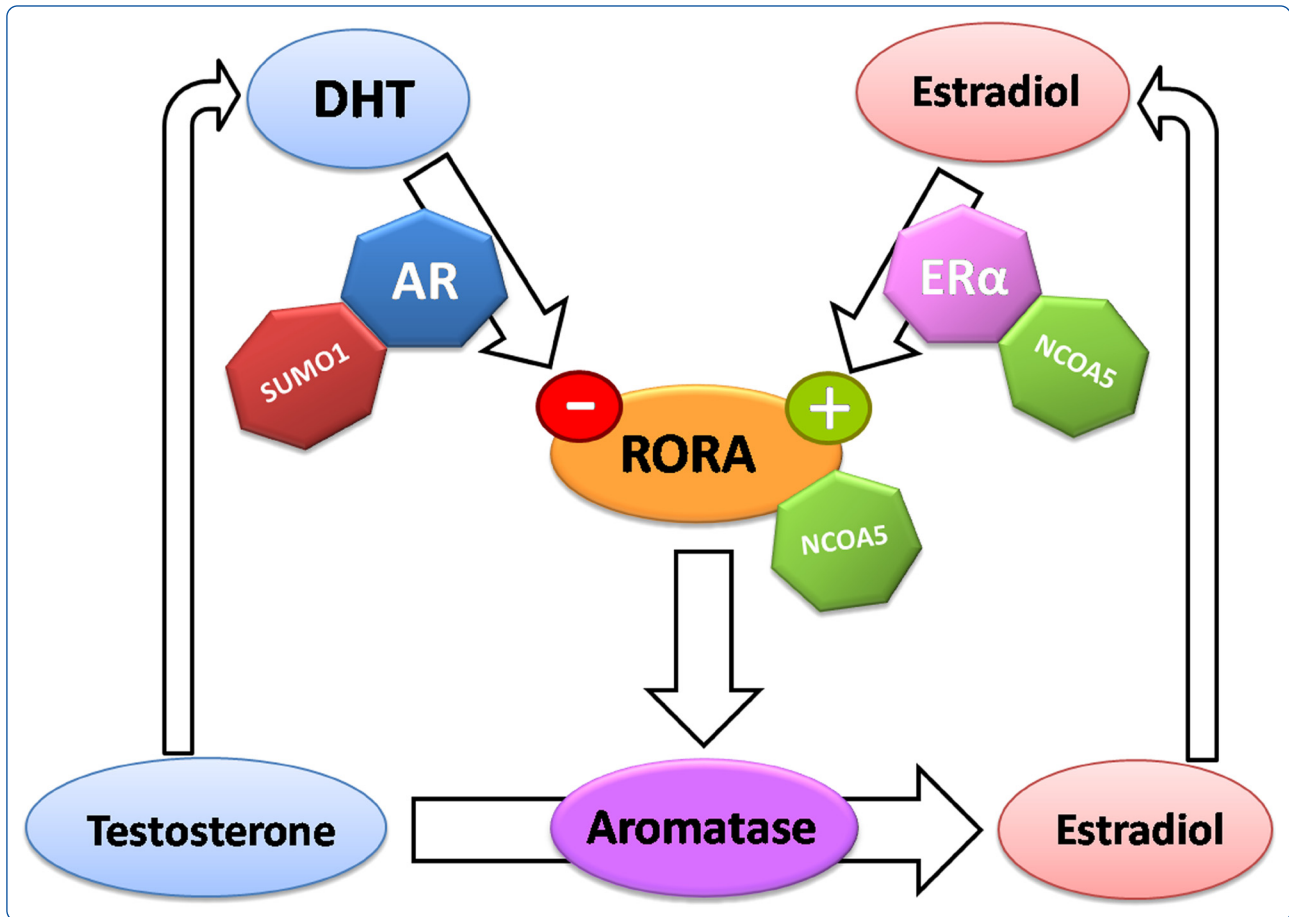 DHT
Estradiol
AR
ERα
SUMO1
NCOA5
−
+
RORA
NCOA5
Testosterone
Aromatase
Estradiol